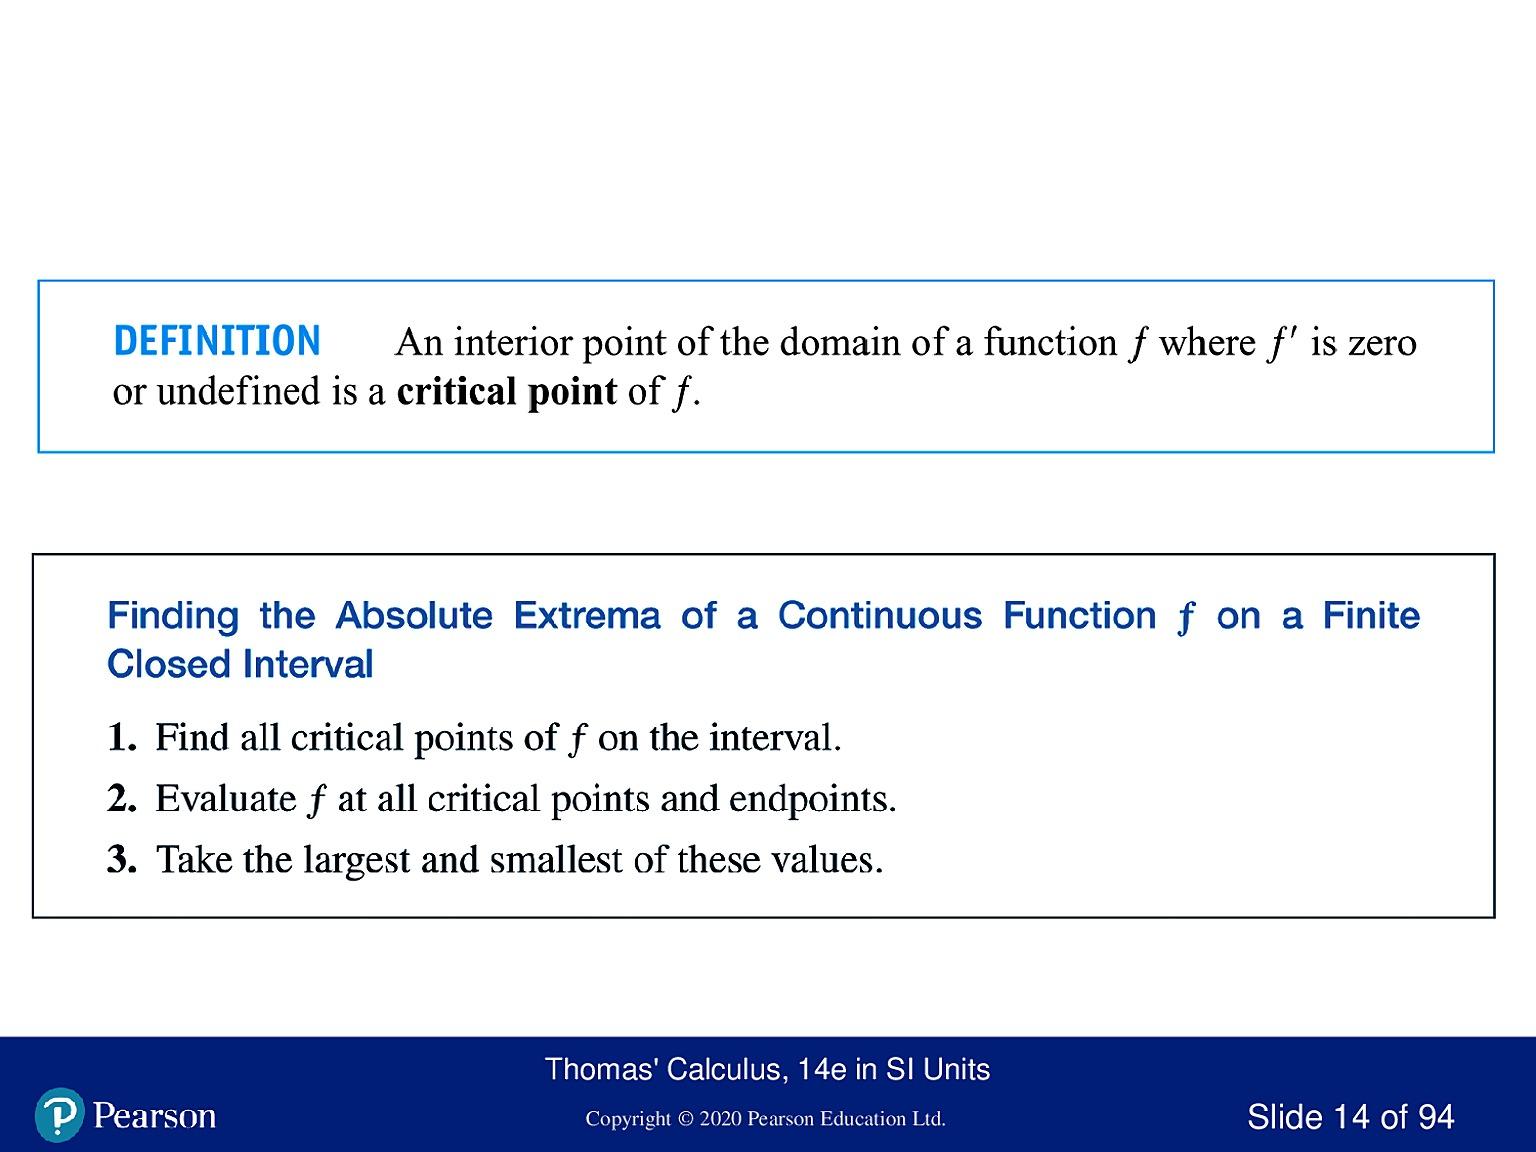 DEFINITION An interior point of the domain of a function f where f′ is zero
or undefined is a critical point of f.
Finding the Absolute Extrema of a Continuous Function f on a Finite
Closed Interval
1. Find all critical points of f on the interval.
2. Evaluate f at all critical points and endpoints.
3. Take the largest and smallest of these values.
Thomas' Calculus, 14e in SI Units
P Pearson
Copyright © 2020 Pearson Education Ltd.
Slide 14 of 94